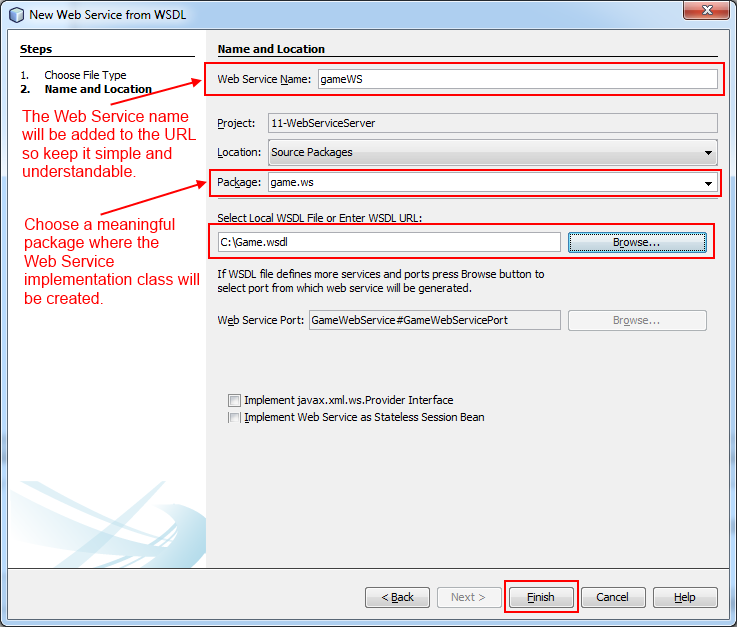 New Web Service from WSDL
Steps
1. Choose File Type
2. Name and Location
The Web Service name
will be added to the URL
so keep it simple and
understandable.
Choose a meaningful
package where the
Web Service
implementation class will
be created.
Name and Location
Web Service Name: gameWS
Project: 11-WebServiceServer
Location: Source Packages
Package: game.ws
Select Local WSDL File or Enter WSDL URL:
C:\Game.wsdl Browse...
If WSDL file defines more services and ports press Browse button to
select port from which web service will be generated.
Web Service Port: GameWebService#GameWebServicePort Browse...
Implement javax.xml.ws.Provider Interface
Implement Web Service as Stateless Session Bean
< Back Next > Finish Cancel Help